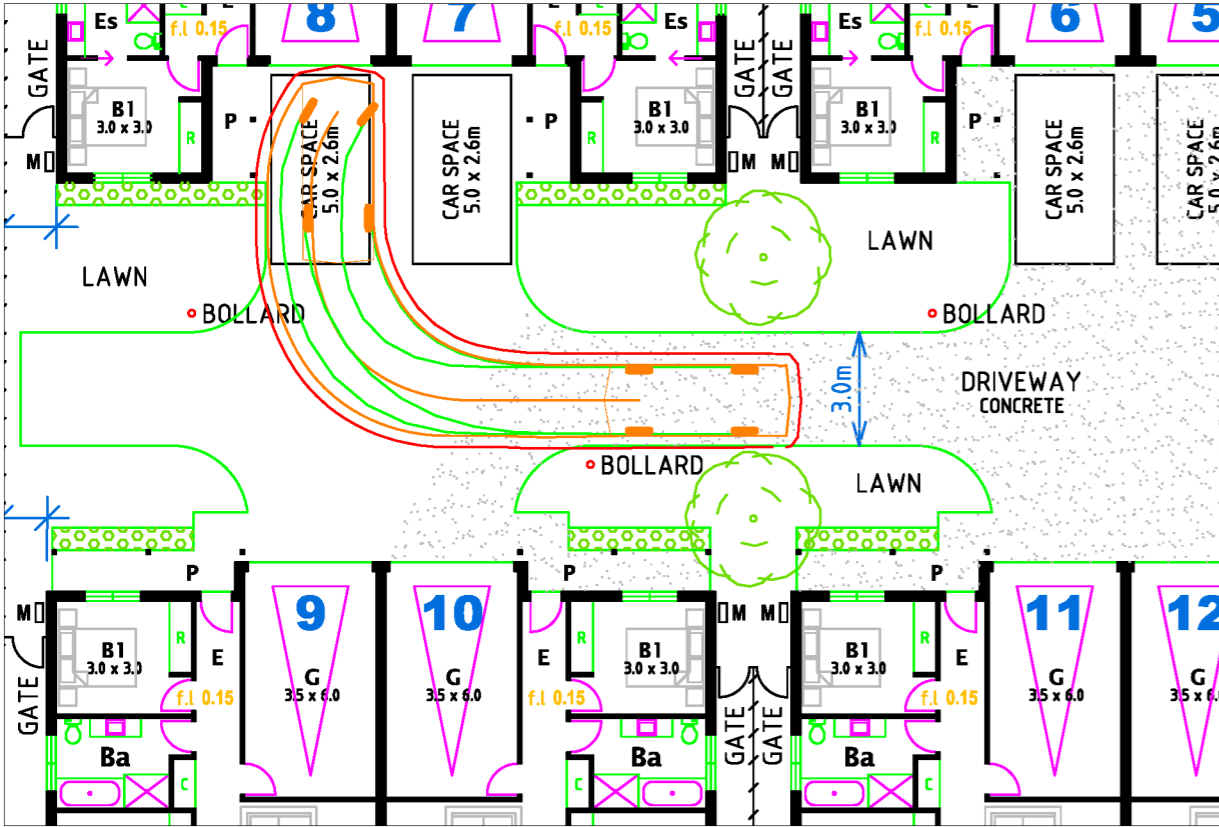 8
7
6
5
Es
f.l 0.15
f.l 0.15
Es
Es
f.l 0.15
GATE
GATE
GATE
B1
3.0 x 3.0
R
P
CAR SPACE
5.0 x 2.6m
CAR SPACE
5.0 x 2.6m
P
R
B1
3.0 x 3.0
B1
3.0 x 3.0
R
P
CAR SPACE
5.0 x 2.6m
CAR SPACE
5.0 x 2.6m
M
M
M
LAWN
LAWN
BOLLARD
BOLLARD
3.0m
DRIVEWAY
CONCRETE
BOLLARD
LAWN
P
P
P
M
M
M
9
10
11
12
B1
3.0 x 3.0
R
E
G
3.5 x 6.0
G
3.5 x 6.0
E
R
B1
3.0 x 3.0
B1
3.0 x 3.0
R
E
G
3.5 x 6.0
G
3.5 x 6.0
f.l 0.15
f.l 0.15
f.l 0.15
GATE
GATE
GATE
Ba
Ba
Ba
C
C
C